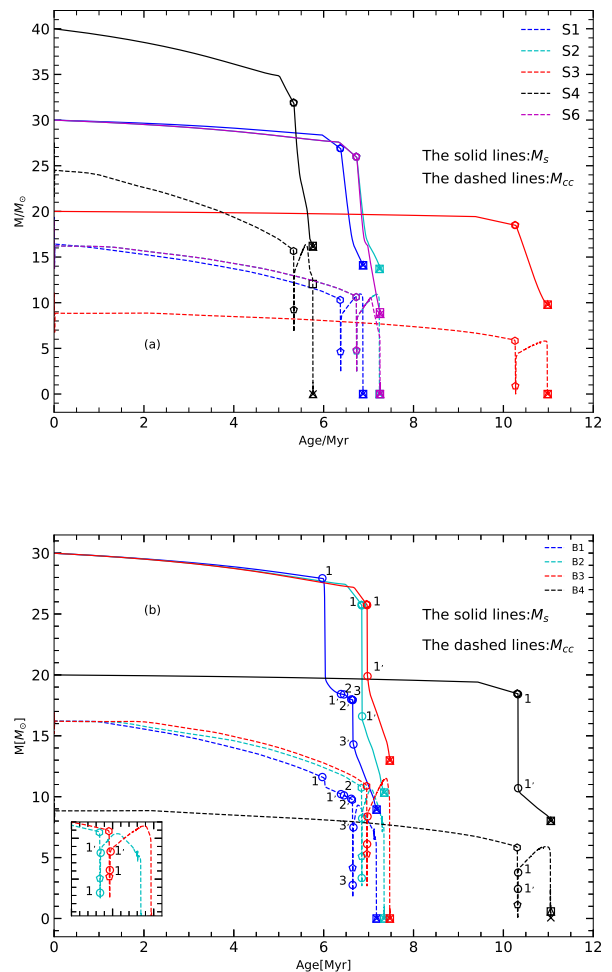 40
35
30
25
20
15
10
5
0
M/M⊙
S1
S2
S3
S4
S6
The solid lines:Ms
The dashed lines:Mcc
(a)
0 2 4 6 8 10 12
Age/Myr
30
25
20
15
10
5
0
M[M⊙]
(b)
B1
B2
B3
B4
The solid lines:Ms
The dashed lines:Mcc
1
1 1
1′
2 3
1′ 2′
1′
3′
1′
1
1
2
1′
2′
3′
3
1
1′
1′ 1′
1
0 2 4 6 8 10 12
Age[Myr]